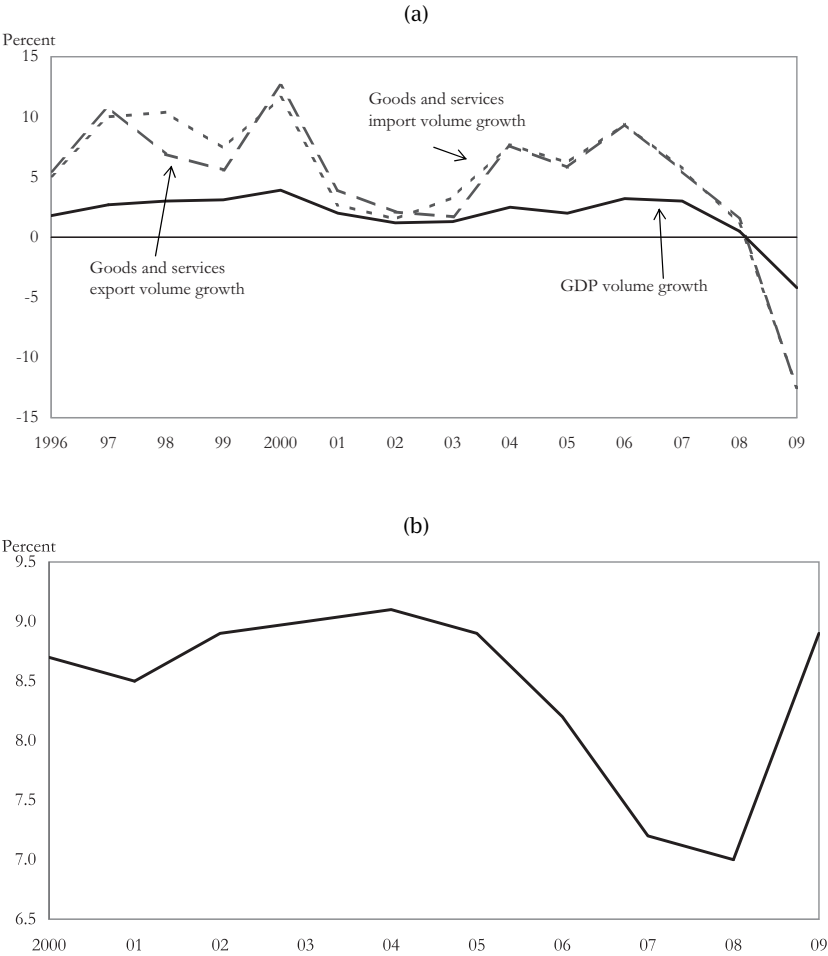 (a)
Percent
15
10
5
0
-5
-10
-15
Goods and services
import volume growth
Goods and services
export volume growth
GDP volume growth
1996 97 98 99 2000 01 02 03 04 05 06 07 08 09
(b)
Percent
9.5
9.0
8.5
8.0
7.5
7.0
6.5
2000 01 02 03 04 05 06 07 08 09